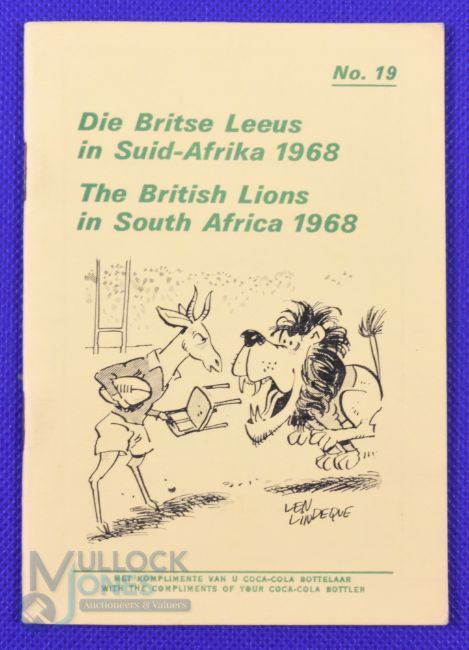 No. 19
Die Britse Leeus
in Suid-Afrika 1968
The British Lions
in South Africa 1968
LEN
LINDEQUE
MET KOMPLIMENTE VAN U COCA-COLA BOTTELAAR
WITH THE COMPLIMENTS OF YOUR COCA-COLA BOTTLER
MULLOCK
JONES
Auctioneers & Valuers